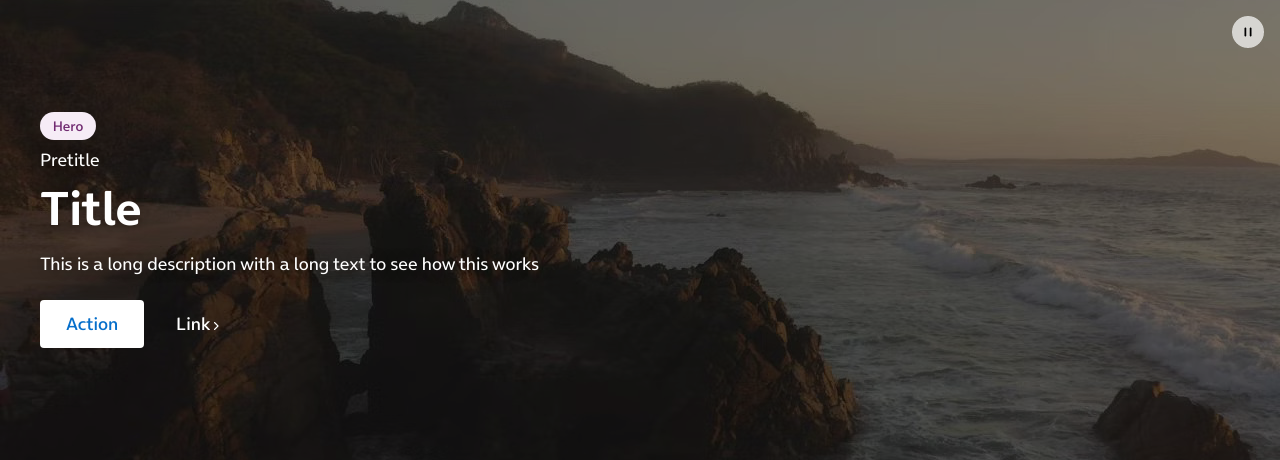 Hero
Pretitle
Title
This is a long description with a long text to see how this works
Action
Link